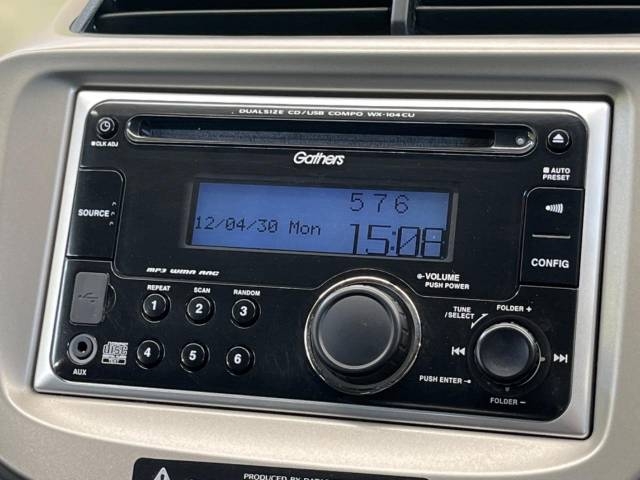 DUALSIZE CD/USB COMPO WX-104CU
CLK ADJ
Gathers
AUTO
PRESET
SOURCE
576
12/04/30 Mon
15:08
CONFIG
MP3 WMA AAC
VOLUME
PUSH POWER
REPEAT
SCAN
RANDOM
1
2
3
TUNE
/SELECT
FOLDER +
4
5
6
AUX
disc
PUSH ENTER
FOLDER −
PRODUCED BY